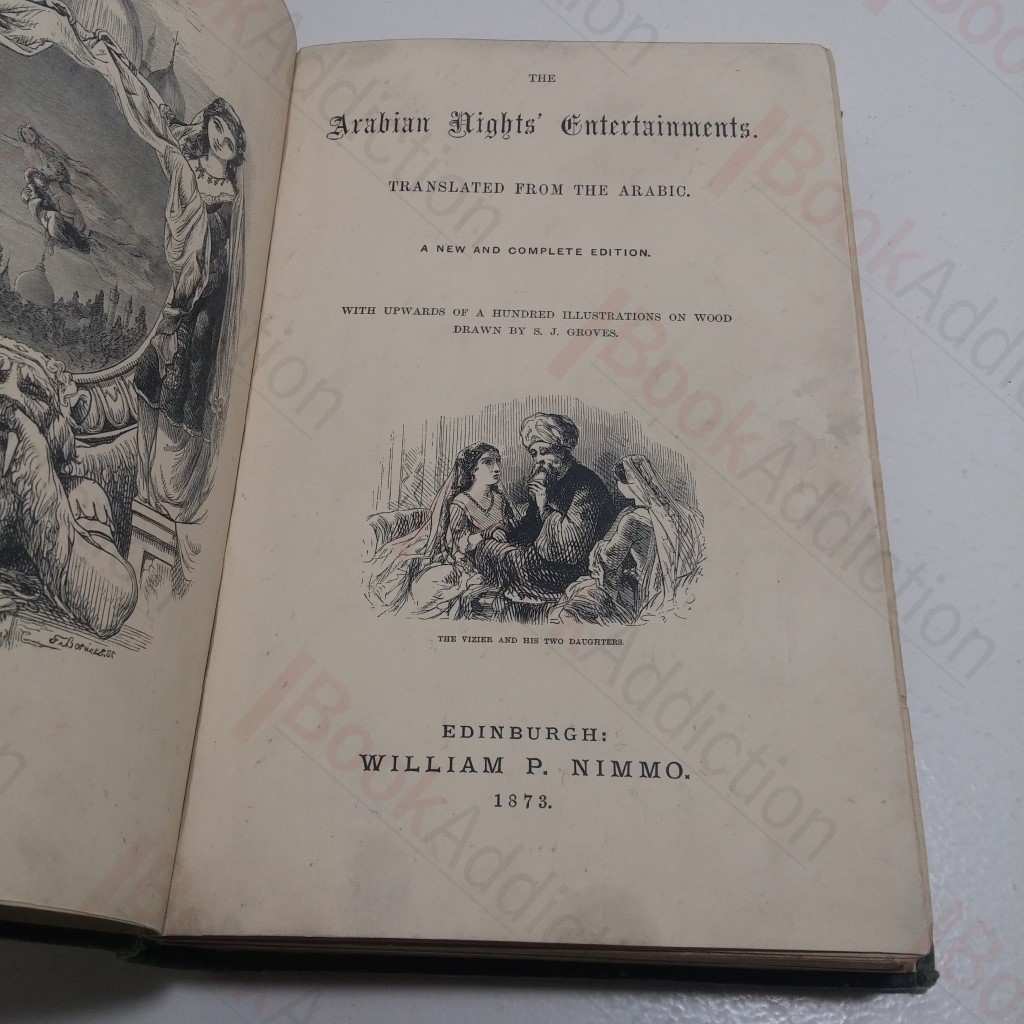 THE
Arabian Nights' Entertainments.
TRANSLATED FROM THE ARABIC.
A NEW AND COMPLETE EDITION.
WITH UPWARDS OF A HUNDRED ILLUSTRATIONS ON WOOD
DRAWN BY S. J. GROVES.
THE VIZIER AND HIS TWO DAUGHTERS.
EDINBURGH:
WILLIAM P. NIMMO.
1873.
BookAddiction